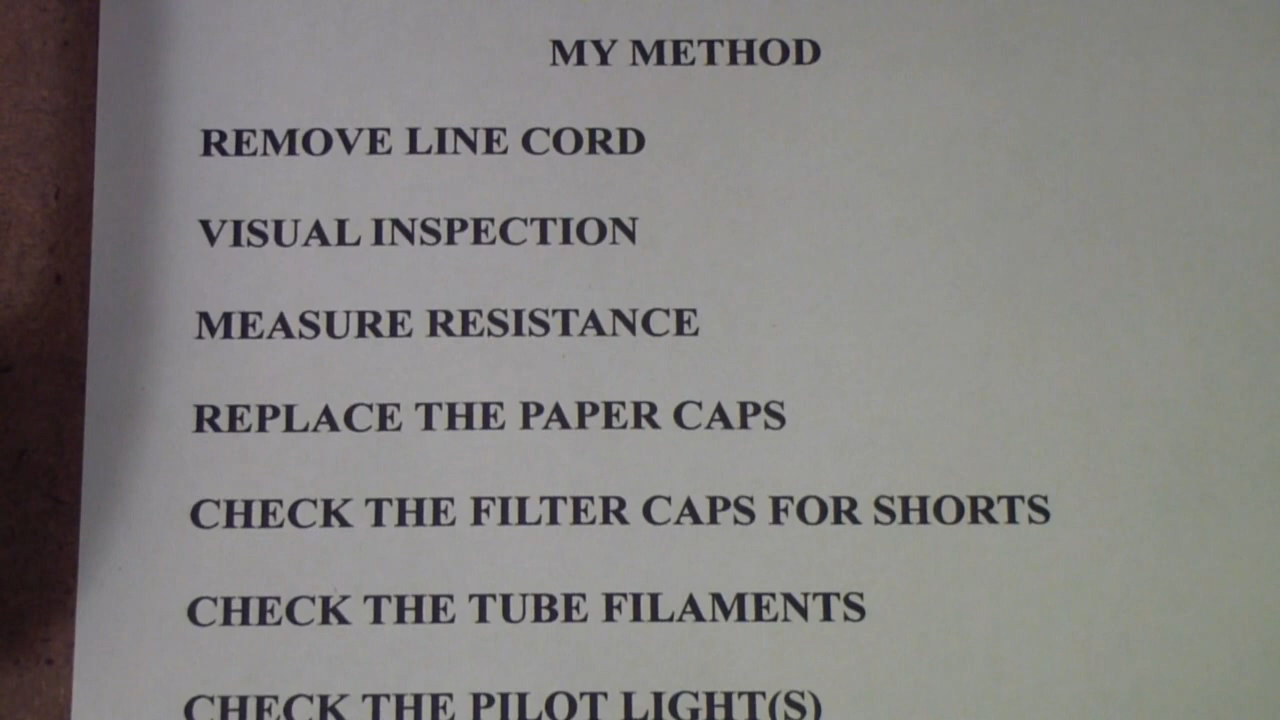 MY METHOD
REMOVE LINE CORD
VISUAL INSPECTION
MEASURE RESISTANCE
REPLACE THE PAPER CAPS
CHECK THE FILTER CAPS FOR SHORTS
CHECK THE TUBE FILAMENTS
CHECK THE PILOT LIGHT(S)